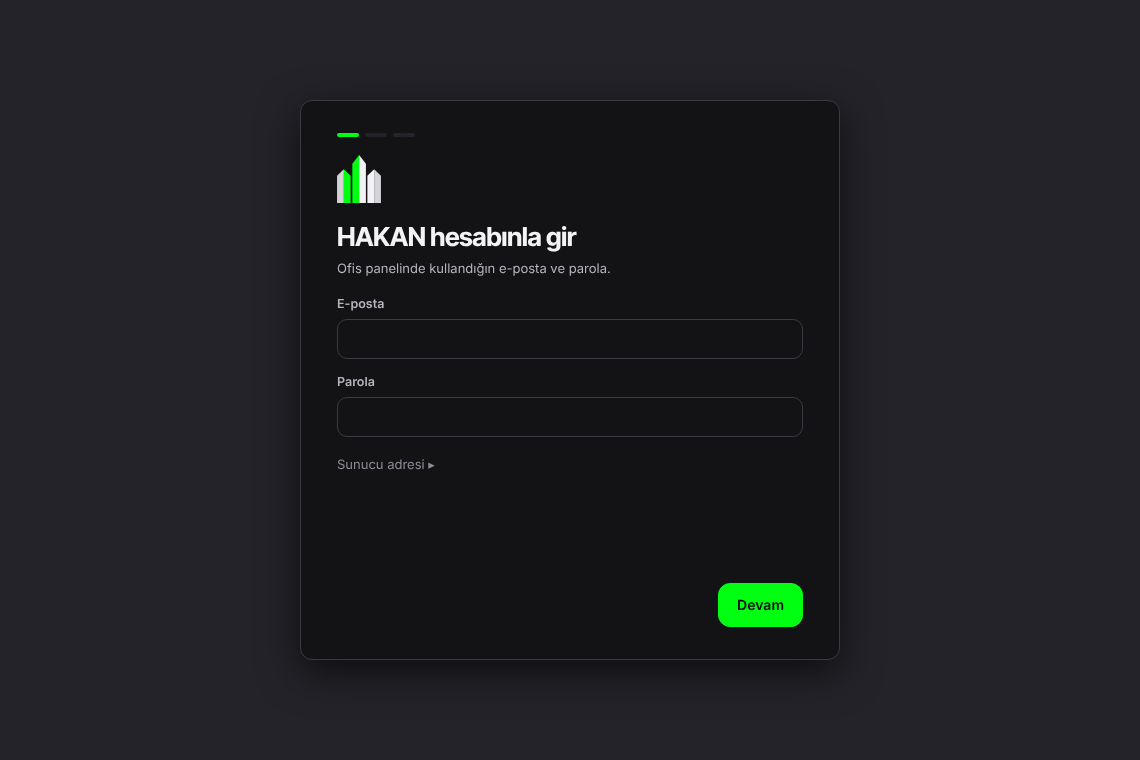 HAKAN hesabınla gir
Ofis panelinde kullandığın e-posta ve parola.
E-posta
Parola
Sunucu adresi ▸
Devam